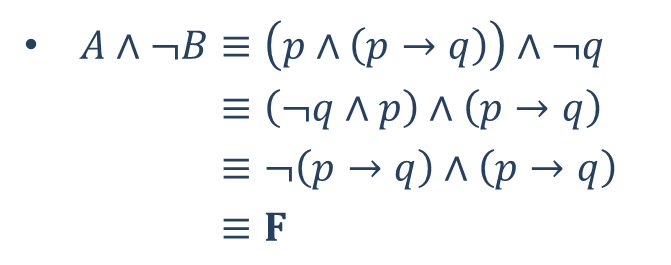 • A ∧ ¬B ≡ (p ∧ (p → q)) ∧ ¬q
≡ (¬q ∧ p) ∧ (p → q)
≡ ¬(p → q) ∧ (p → q)
≡ F